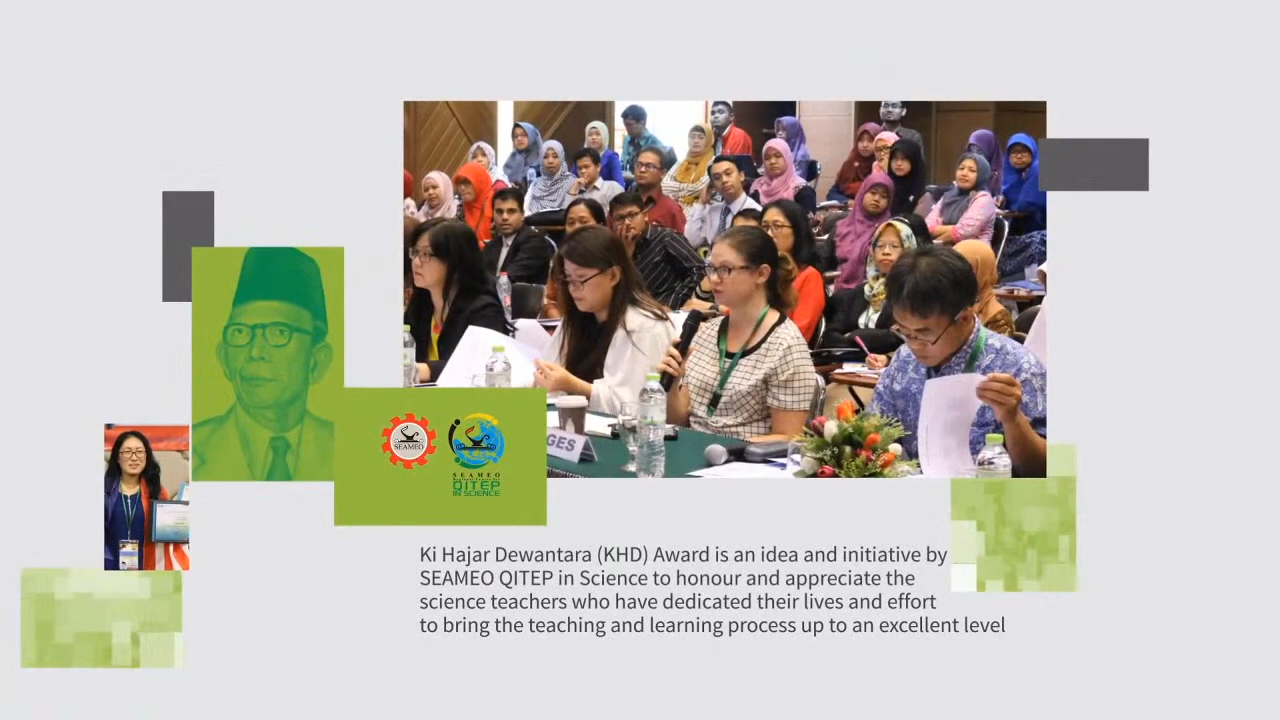 GES
SEAMEO
SEAMEO
QITEP
IN SCIENCE
Ki Hajar Dewantara (KHD) Award is an idea and initiative by
SEAMEO QITEP in Science to honour and appreciate the
science teachers who have dedicated their lives and effort
to bring the teaching and learning process up to an excellent level